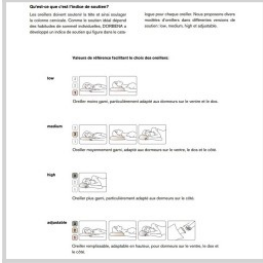 Qu'est-ce que c'est l'indice de soutien?
Les oreillers doivent soutenir la tête et ainsi soulager
la colonne cervicale. Comme le soutien idéal dépend
des habitudes de sommeil individuelles, DORBENA a
développé un indice de soutien qui figure dans le cata-
logue pour chaque oreiller. Nous proposons divers
modèles d'oreillers dans différentes versions de
soutien: low, medium, high et adjustable.
Valeurs de référence facilitant le choix des oreillers:
low
Oreiller moins garni, particulièrement adapté aux dormeurs sur le ventre et le dos.
medium
Oreiller moyennement garni, adapté aux dormeurs sur le ventre, le dos et le côté.
high
Oreiller plus garni, particulièrement adapté aux dormeurs sur le côté.
adjustable
Oreiller remplissable, adaptable en hauteur, pour dormeurs sur le ventre, le dos et
le côté.